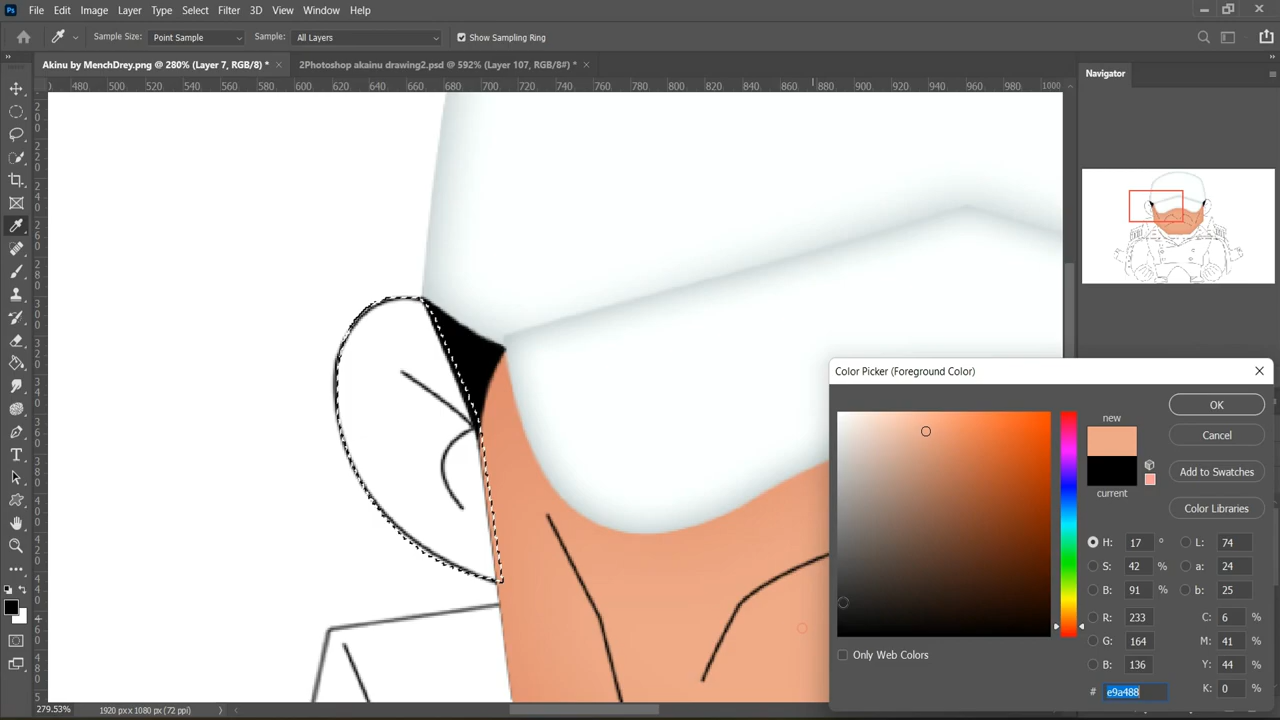 Ps File Edit Image Layer Type Select Filter 3D View Window Help
Sample Size: Point Sample Sample: All Layers Show Sampling Ring
Akinu by MenchDrey.png @ 280% (Layer 7, RGB/8) * × 2Photoshop akainu drawing2.psd @ 592% (Layer 107, RGB/8#) * ×
Navigator
480 500 520 540 560 580 600 620 640 660 680 700 720 740 760 780 800 820 840 860 880 900 920 940 960 980 1000
Color Picker (Foreground Color)
new
current
OK
Cancel
Add to Swatches
Color Libraries
H: 17 ° L: 74
S: 42 % a: 24
B: 91 % b: 25
R: 233 C: 6 %
G: 164 M: 41 %
B: 136 Y: 44 %
# e9a488 K: 0 %
Only Web Colors
279.53% 1920 px x 1080 px (72 ppi)